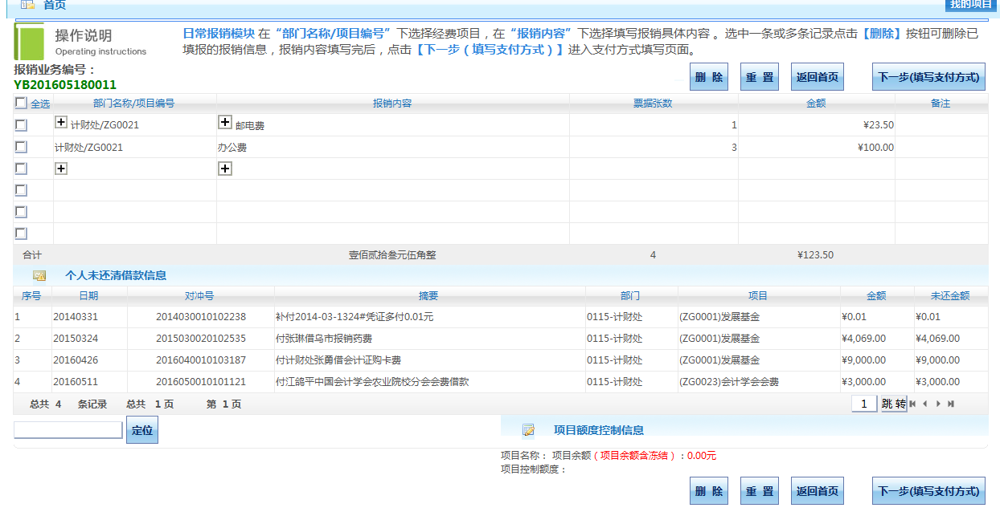 首页
我的项目
操作说明
Operating instructions
日常报销模块 在“部门名称/项目编号”下选择经费项目，在“报销内容”下选择填写报销具体内容 。选中一条或多条记录点击【删除】按钮可删除已
填报的报销信息，报销内容填写完后，点击【下一步（填写支付方式）】进入支付方式填写页面。
报销业务编号：
YB201605180011
删 除 重 置 返回首页 下一步(填写支付方式)
全选 部门名称/项目编号 报销内容 票据张数 金额 备注
计财处/ZG0021 邮电费 1 ¥23.50
计财处/ZG0021 办公费 3 ¥100.00
合计 壹佰贰拾叁元伍角整 4 ¥123.50
个人未还清借款信息
序号 日期 对冲号 摘要 部门 项目 金额 未还金额
1 20140331 2014030010102238 补付2014-03-1324#凭证多付0.01元 0115-计财处 (ZG0001)发展基金 ¥0.01 ¥0.01
2 20150324 2015030020102535 付张琳借乌市报销药费 0115-计财处 (ZG0001)发展基金 ¥4,069.00 ¥4,069.00
3 20160426 2016040010103187 付计财处张勇借会计证购卡费 0115-计财处 (ZG0001)发展基金 ¥9,000.00 ¥9,000.00
4 20160511 2016050010101121 付江鸽平中国会计学会农业院校分会会费借款 0115-计财处 (ZG0023)会计学会会费 ¥3,000.00 ¥3,000.00
总共 4 条记录 总共 1 页 第 1 页 1 跳 转
定位 项目额度控制信息
项目名称： 项目余额（项目余额含冻结）：0.00元
项目控制额度：
删 除 重 置 返回首页 下一步(填写支付方式)